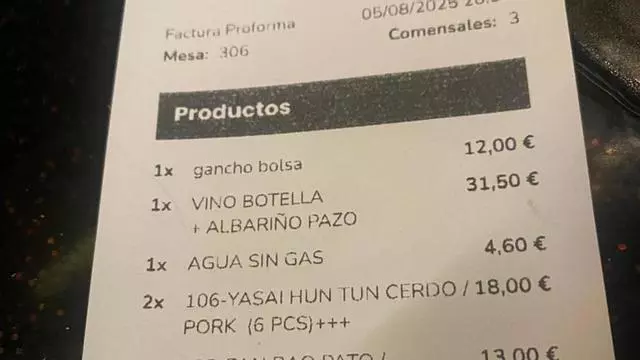 Factura Proforma
05/08/2025
Mesa: 306
Comensales: 3
Productos
1x gancho bolsa 12,00 €
1x VINO BOTELLA 31,50 €
+ ALBARIÑO PAZO
1x AGUA SIN GAS 4,60 €
2x 106-YASAI HUN TUN CERDO / 18,00 €
PORK (6 PCS)+++
13,00 €